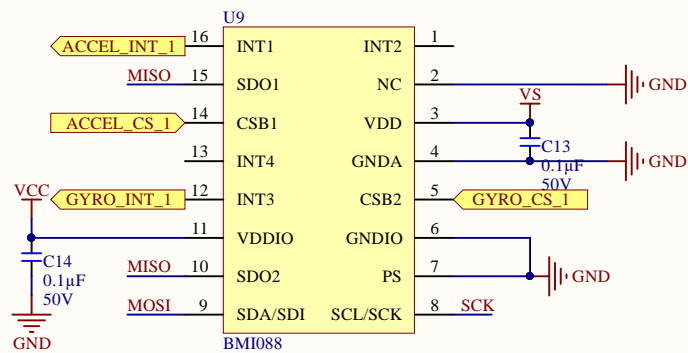 U9
ACCEL_INT_1 16 INT1 INT2 1
MISO 15 SDO1 NC 2 GND
ACCEL_CS_1 14 CSB1 VDD 3 VS
C13
0.1µF
50V
13 INT4 GNDA 4 GND
VCC GYRO_INT_1 12 INT3 CSB2 5 GYRO_CS_1
11 VDDIO GNDIO 6
C14
0.1µF
50V
MISO 10 SDO2 PS 7 GND
MOSI 9 SDA/SDI SCL/SCK 8 SCK
GND
BMI088